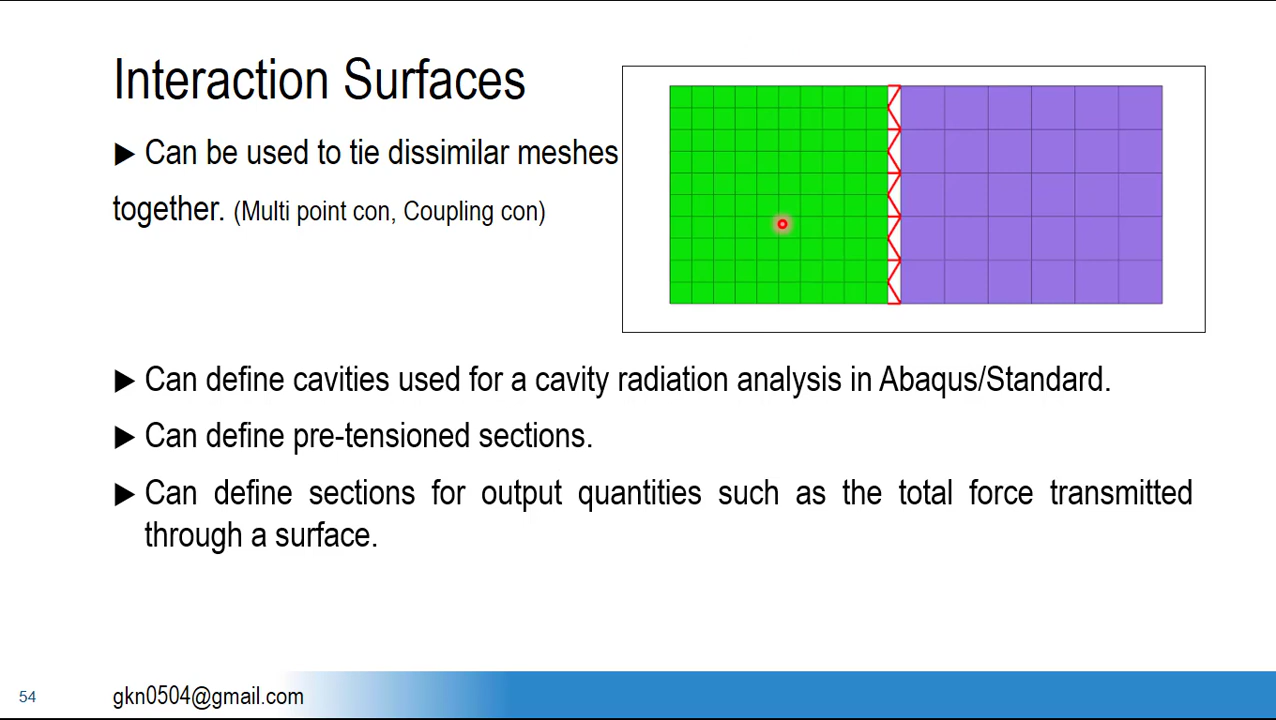 Interaction Surfaces
▶ Can be used to tie dissimilar meshes
together. (Multi point con, Coupling con)
▶ Can define cavities used for a cavity radiation analysis in Abaqus/Standard.
▶ Can define pre-tensioned sections.
▶ Can define sections for output quantities such as the total force transmitted
through a surface.
54
gkn0504@gmail.com